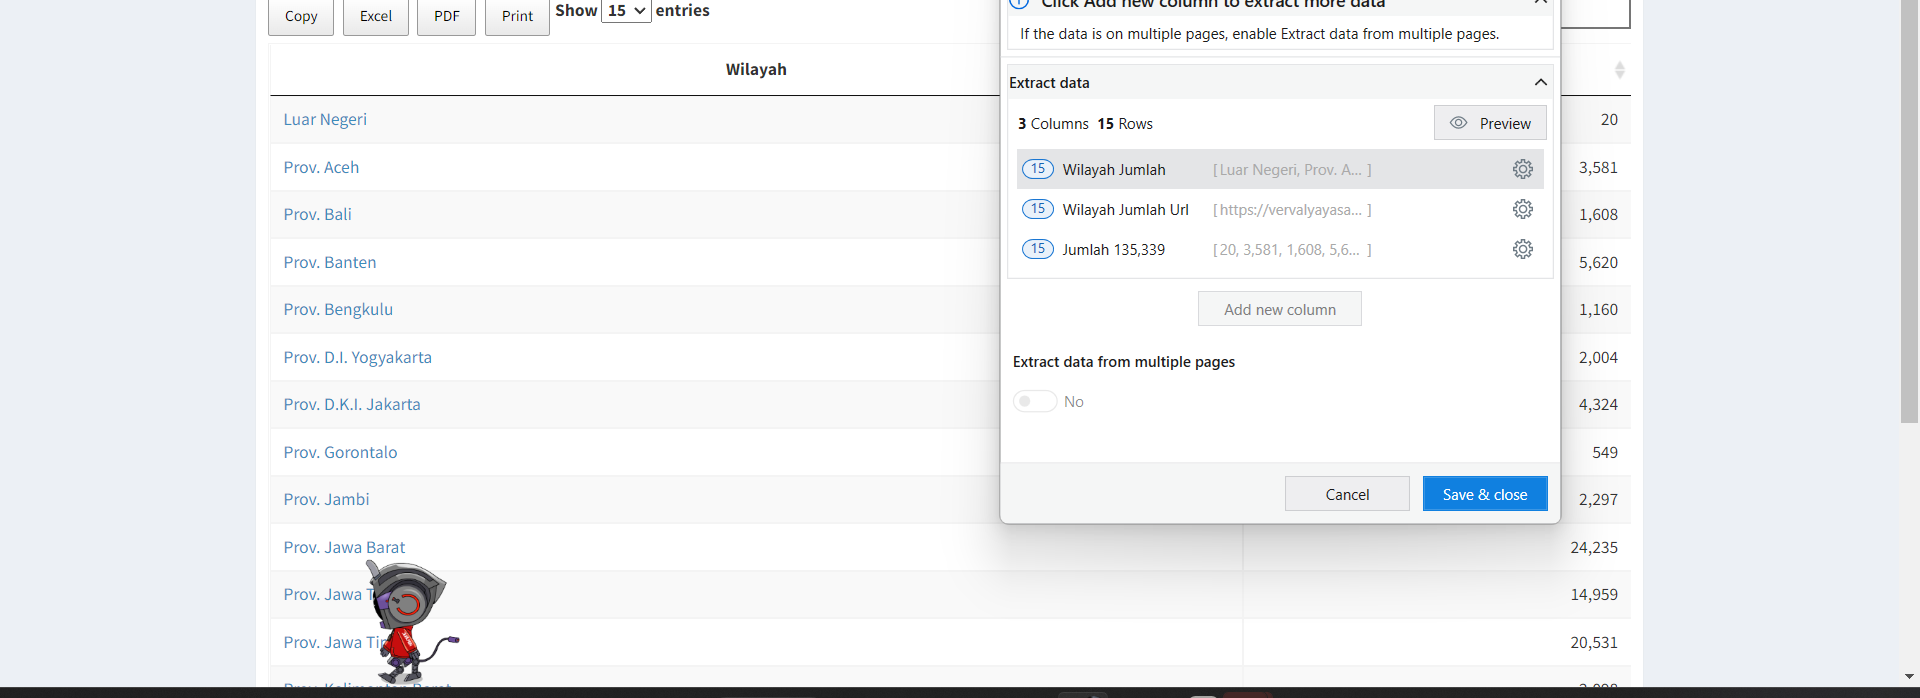 Copy Excel PDF Print Show 15 entries
Wilayah
Luar Negeri 20
Prov. Aceh 3,581
Prov. Bali 1,608
Prov. Banten 5,620
Prov. Bengkulu 1,160
Prov. D.I. Yogyakarta 2,004
Prov. D.K.I. Jakarta 4,324
Prov. Gorontalo 549
Prov. Jambi 2,297
Prov. Jawa Barat 24,235
Prov. Jawa T 14,959
Prov. Jawa Ti 20,531
Click Add new column to extract more data
If the data is on multiple pages, enable Extract data from multiple pages.
Extract data
3 Columns 15 Rows Preview
15 Wilayah Jumlah [ Luar Negeri, Prov. A... ]
15 Wilayah Jumlah Url [ https://vervalyayasa... ]
15 Jumlah 135,339 [ 20, 3,581, 1,608, 5,6... ]
Add new column
Extract data from multiple pages
No
Cancel Save & close